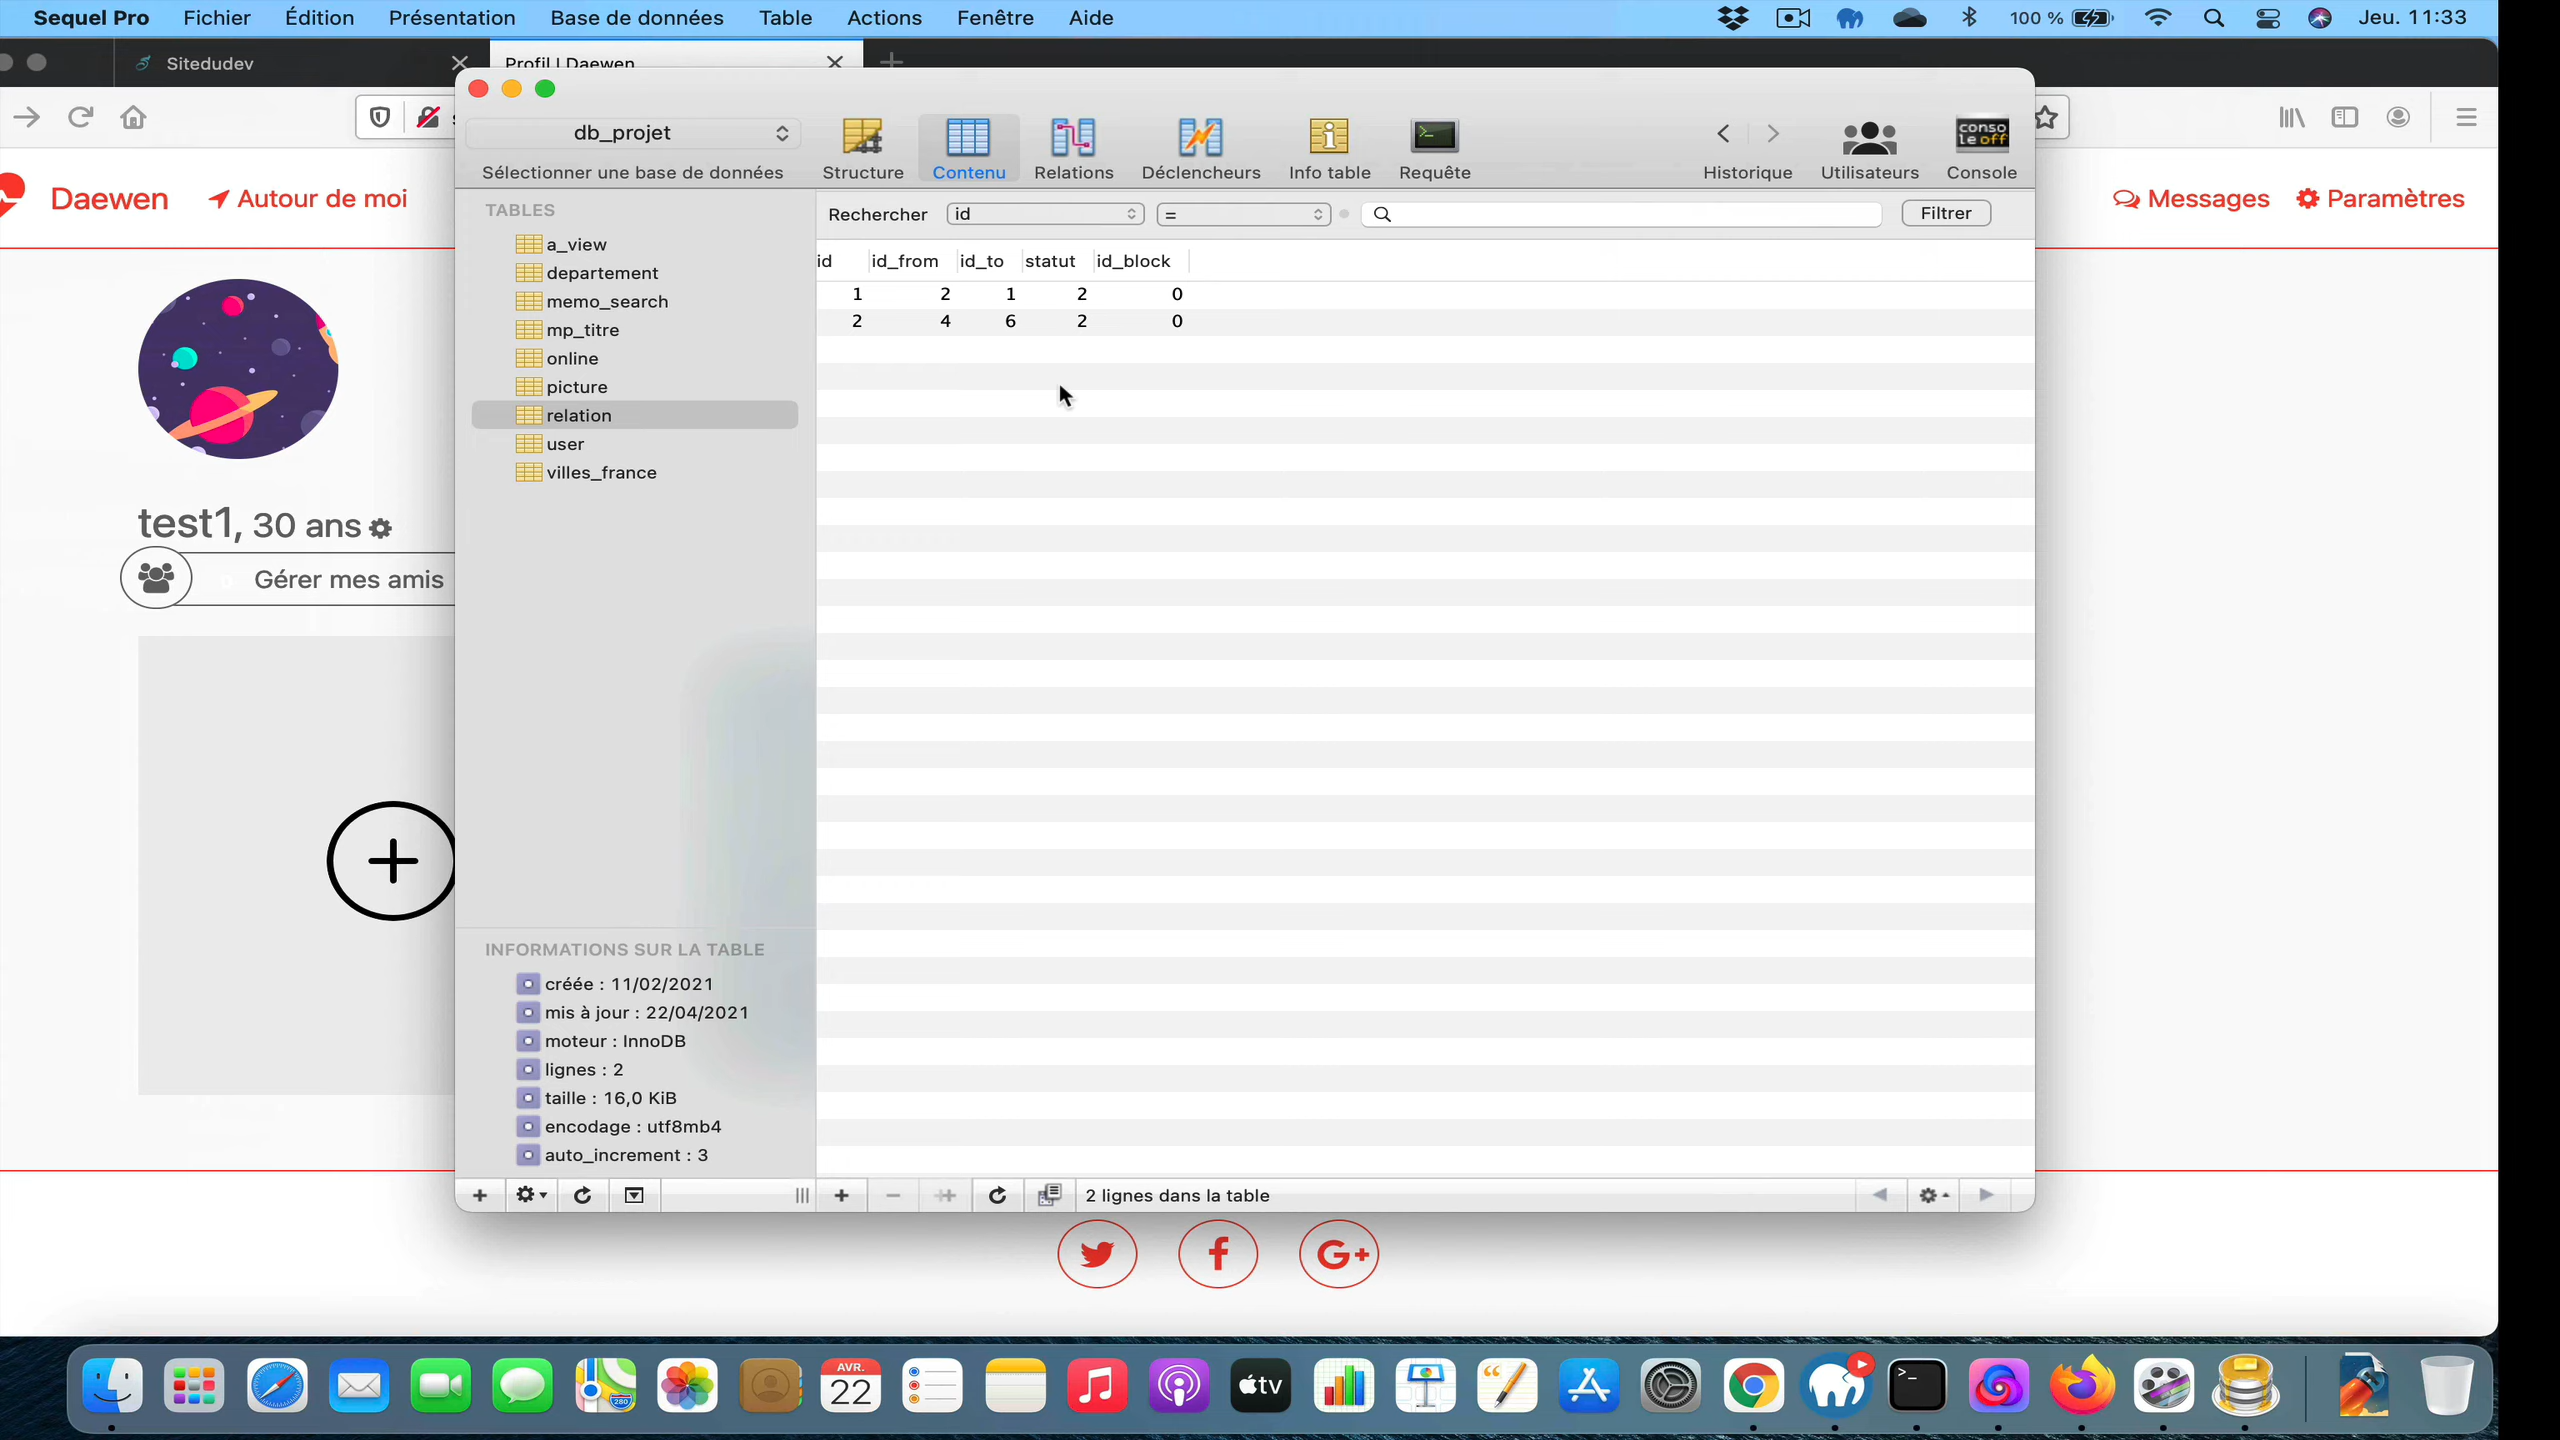 Sequel Pro Fichier Édition Présentation Base de données Table Actions Fenêtre Aide 100 % Jeu. 11:33
Sitedudev Profil | Daewen
db_projet
Sélectionner une base de données Structure Contenu Relations Déclencheurs Info table Requête Historique Utilisateurs Console
conso
le off
Daewen Autour de moi Messages Paramètres
TABLES
a_view
departement
memo_search
mp_titre
online
picture
relation
user
villes_france
Rechercher id = Filtrer
id id_from id_to statut id_block
1 2 1 2 0
2 4 6 2 0
test1, 30 ans
Gérer mes amis
INFORMATIONS SUR LA TABLE
créée : 11/02/2021
mis à jour : 22/04/2021
moteur : InnoDB
lignes : 2
taille : 16,0 KiB
encodage : utf8mb4
auto_increment : 3
2 lignes dans la table
G+
AVR.
22
tv
280